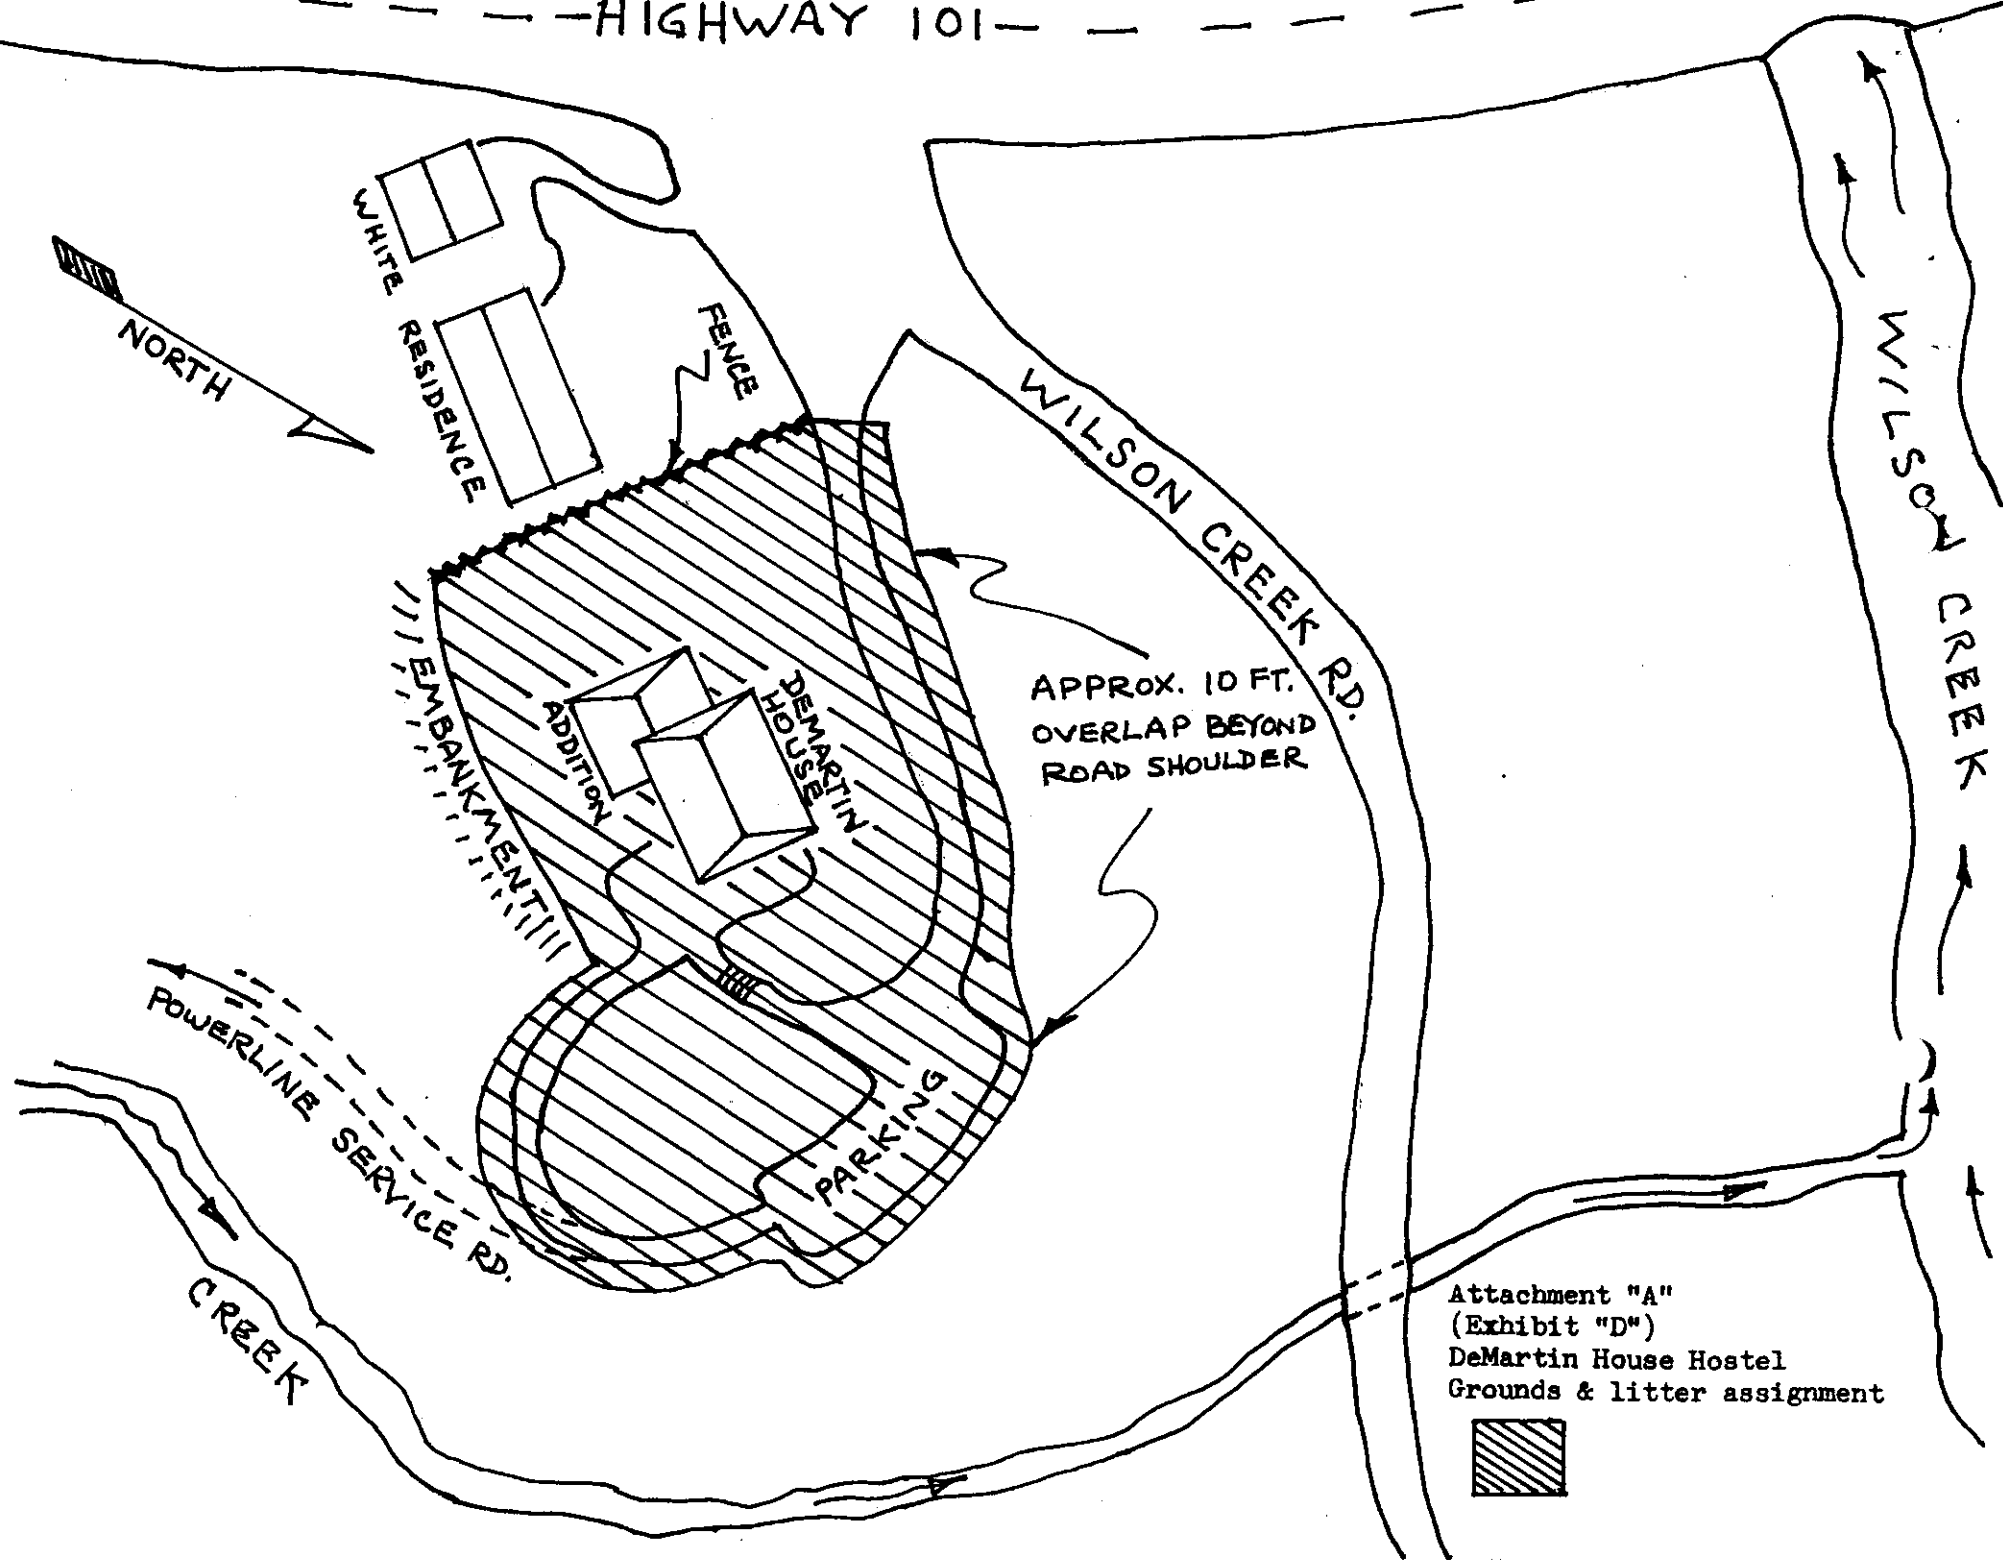 HIGHWAY 101
WHITE RESIDENCE
NORTH
FENCE
WILSON CREEK RD.
WILSON CREEK
EMBANKMENT
ADDITION
DEMARTIN
HOUSE
APPROX. 10 FT.
OVERLAP BEYOND
ROAD SHOULDER
POWERLINE SERVICE RD.
PARKING
CREEK
Attachment "A"
(Exhibit "D")
DeMartin House Hostel
Grounds & litter assignment